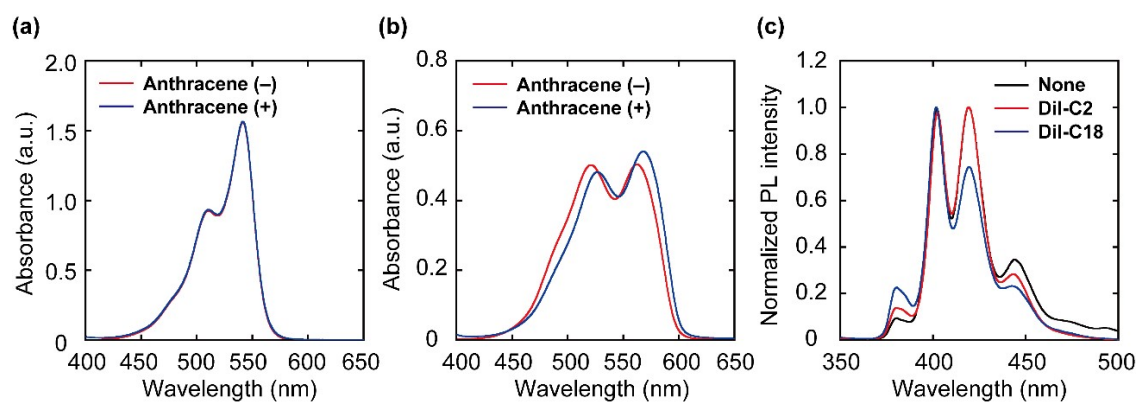 (a)
2.0
1.5
1.0
0.5
0
Absorbance (a.u.)
Anthracene (–)
Anthracene (+)
400 450 500 550 600 650
Wavelength (nm)
(b)
0.8
0.6
0.4
0.2
0
Absorbance (a.u.)
Anthracene (–)
Anthracene (+)
400 450 500 550 600 650
Wavelength (nm)
(c)
1.2
1.0
0.8
0.6
0.4
0.2
0
Normalized PL intensity
None
DiI-C2
DiI-C18
350 400 450 500
Wavelength (nm)